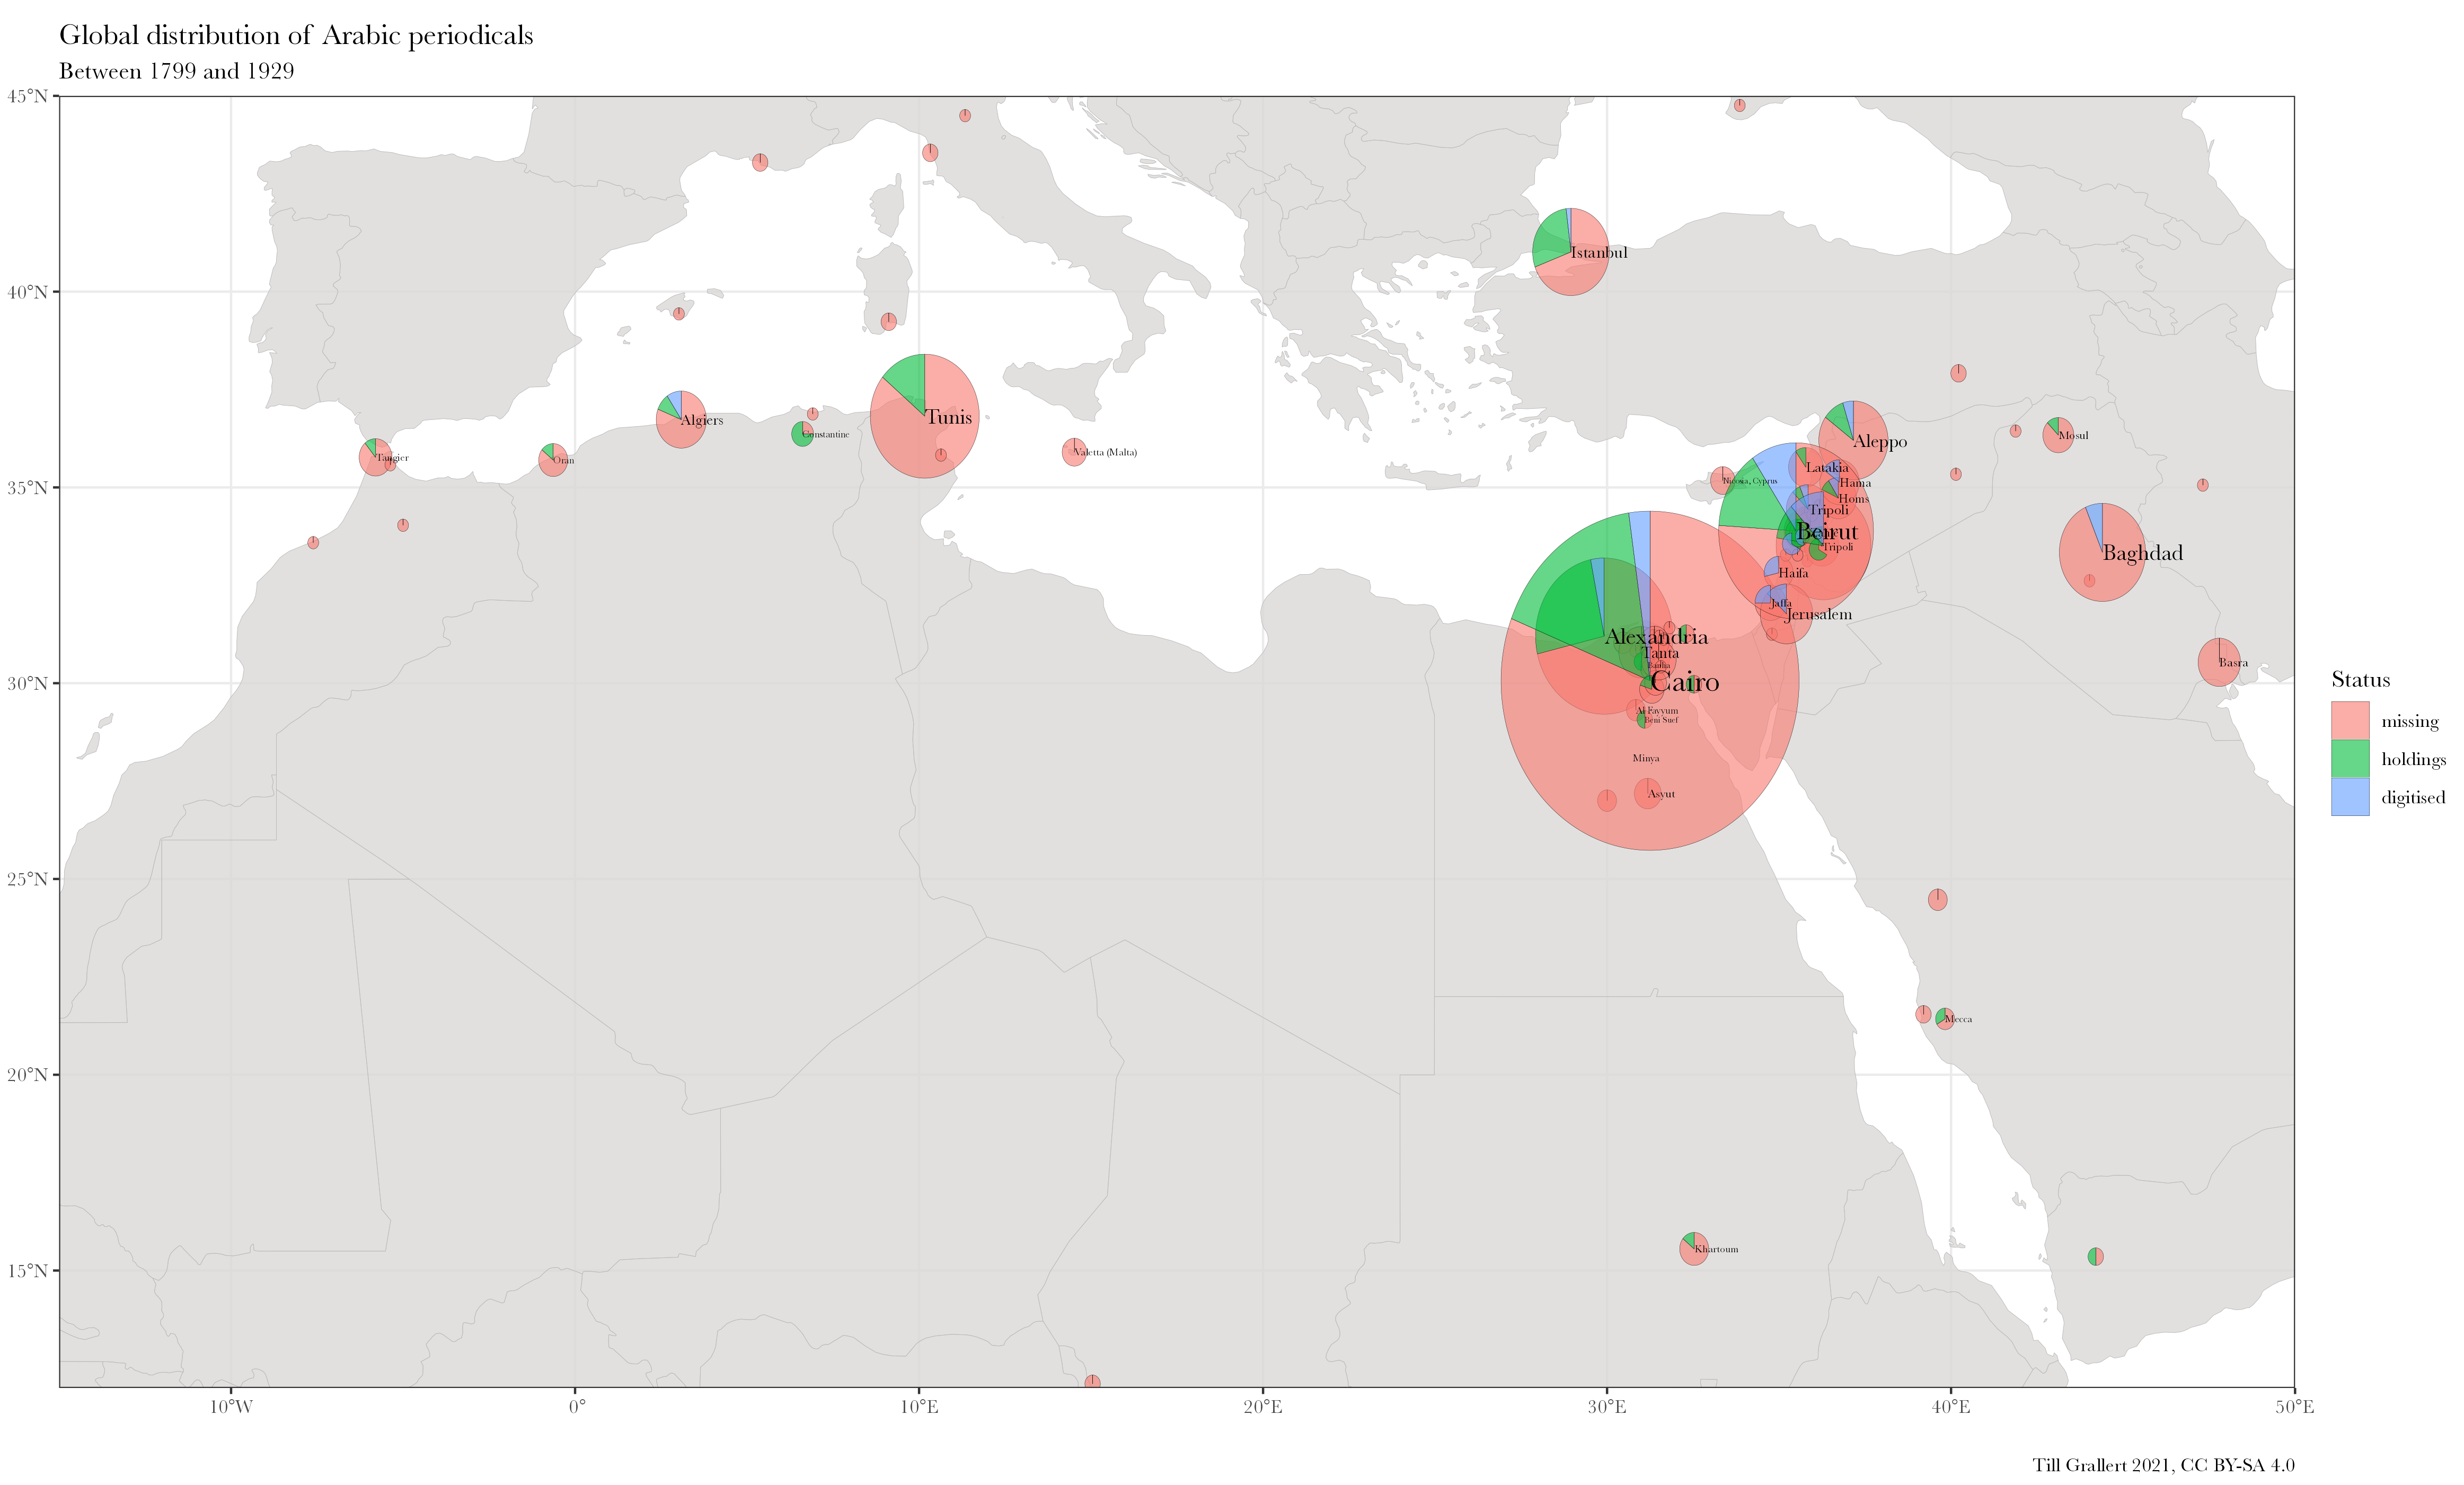 Global distribution of Arabic periodicals
Between 1799 and 1929
45°N
40°N
35°N
30°N
25°N
20°N
15°N
Istanbul
Tunis
Algiers
Constantine
Tangier
Oran
Valetta (Malta)
Aleppo
Mosul
Latakia
Nicosia, Cyprus
Hama
Homs
Tripoli
Beirut
Tripoli
Baghdad
Haifa
Jaffa
Jerusalem
Alexandria
Tanta
Basra
Cairo
Al Fayyum
Beni Suef
Minya
Asyut
Mecca
Khartoum
Status
missing
holdings
digitised
10°W
0°
10°E
20°E
30°E
40°E
50°E
Till Grallert 2021, CC BY-SA 4.0